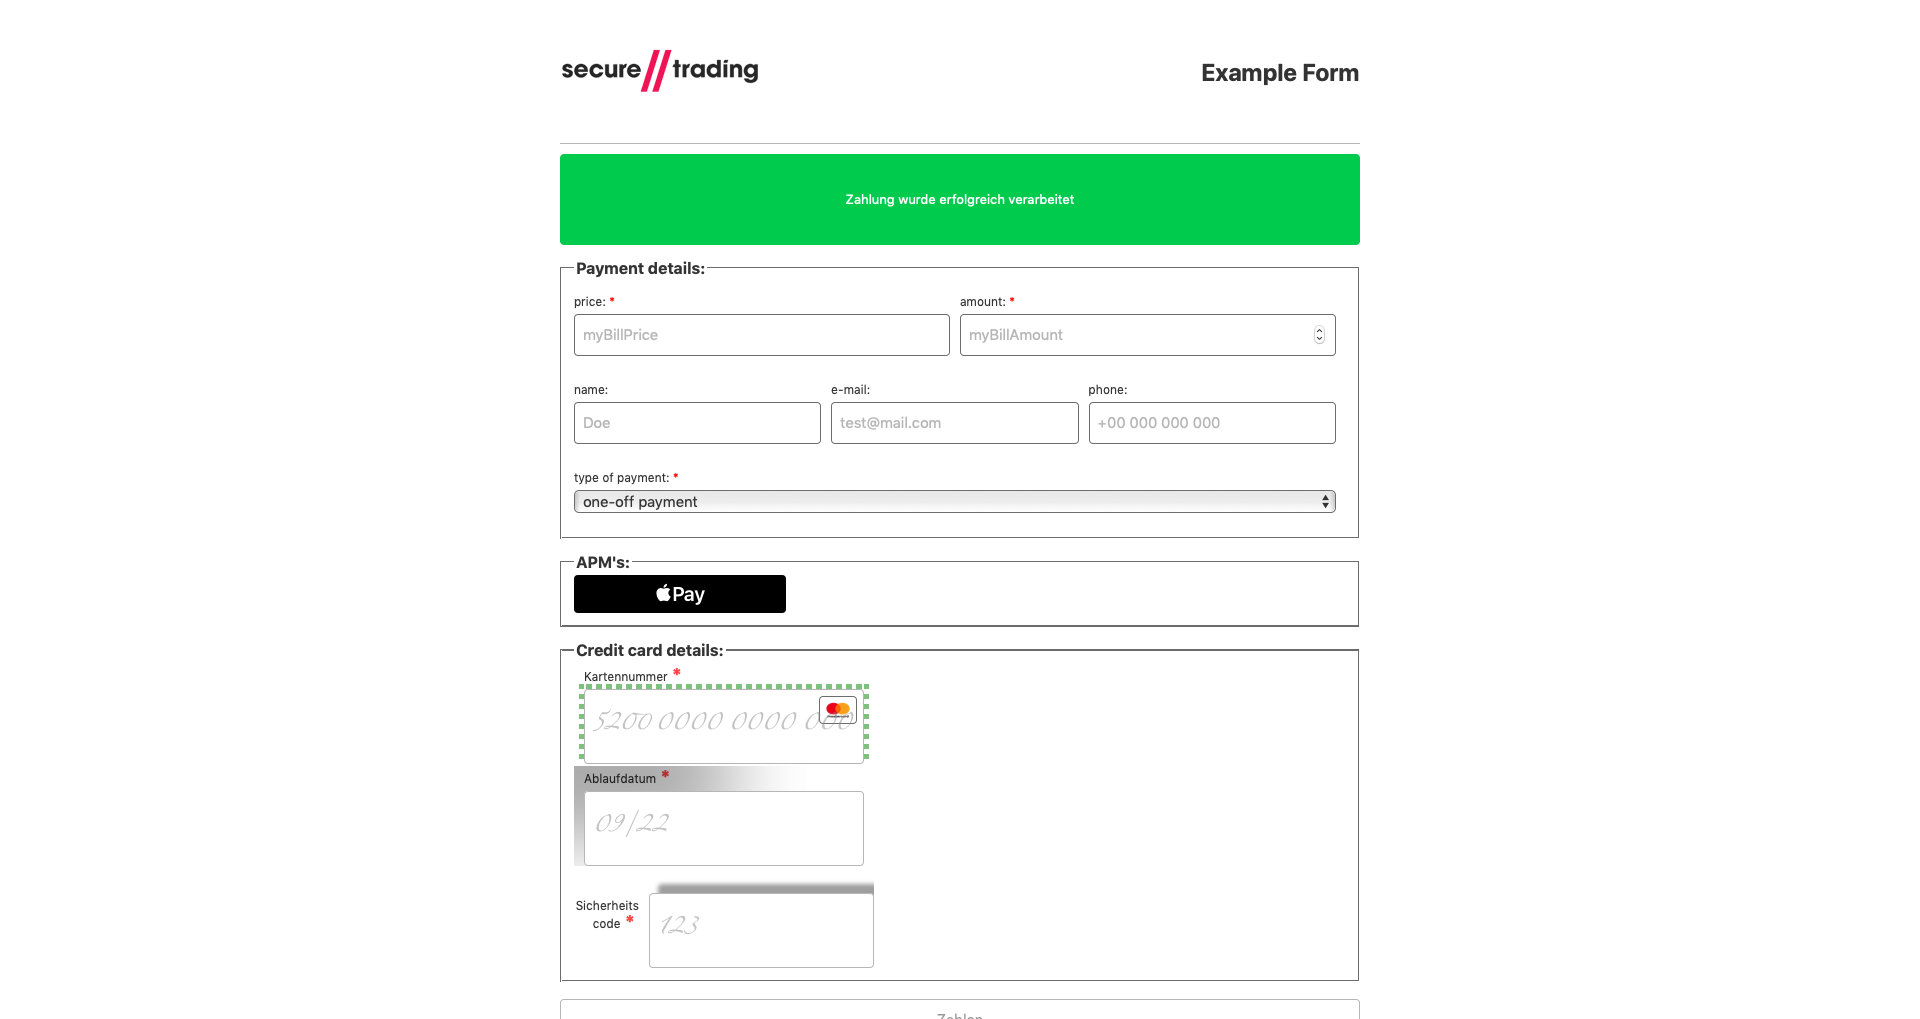 secure//trading
Example Form
Zahlung wurde erfolgreich verarbeitet
Payment details:
price: * amount: *
myBillPrice myBillAmount
name: e-mail: phone:
Doe test@mail.com +00 000 000 000
type of payment: *
one-off payment
APM's:
Pay
Credit card details:
Kartennummer *
5200 0000 0000 000
Ablaufdatum *
09/22
Sicherheits
code *
123
Zahlen